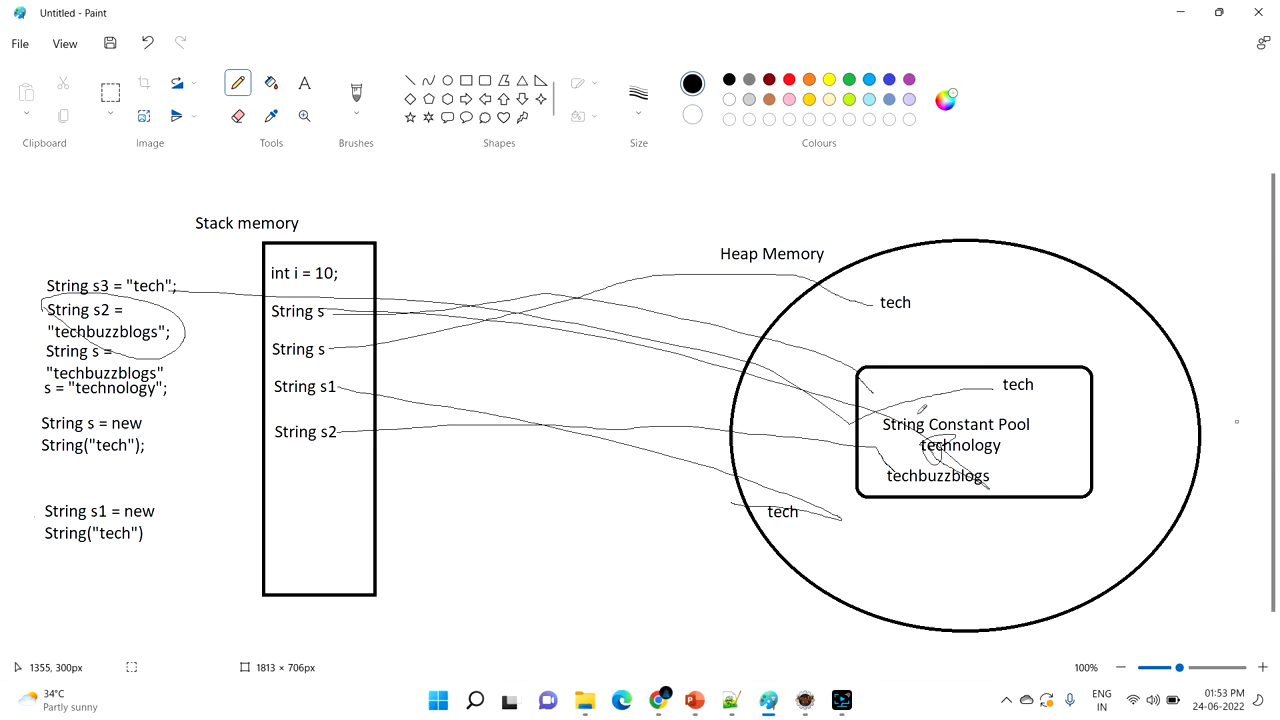 Untitled - Paint
File View
Clipboard Image Tools Brushes Shapes Size Colours
Stack memory
Heap Memory
int i = 10;
String s3 = "tech";
String s2 =
"techbuzzblogs";
String s =
"techbuzzblogs"
s = "technology";
String s = new
String("tech");
String s1 = new
String("tech")
String s
String s
String s1
String s2
tech
tech
String Constant Pool
technology
techbuzzblogs
tech
1355, 300px
1813 × 706px
100%
34°C
Partly sunny
ENG
IN
01:53 PM
24-06-2022